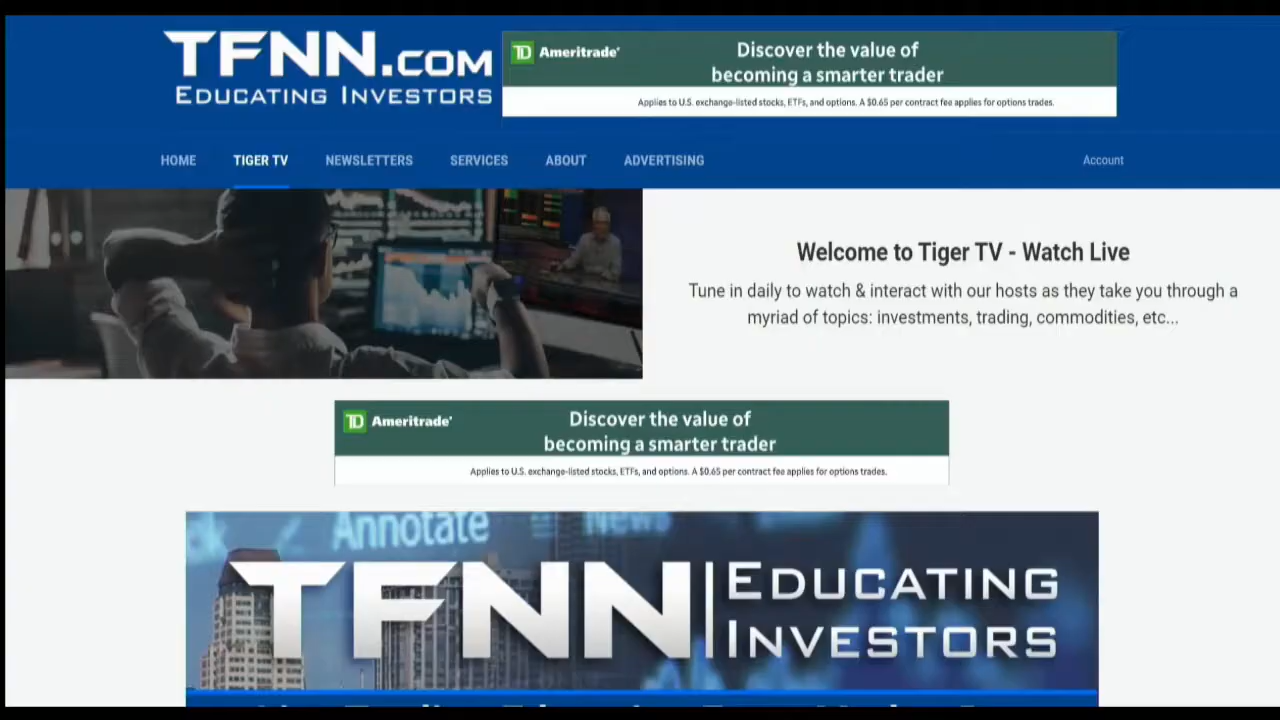 TFNN.COM
EDUCATING INVESTORS
TD Ameritrade
Discover the value of
becoming a smarter trader
Applies to U.S. exchange-listed stocks, ETFs, and options. A $0.65 per contract fee applies for options trades.
HOME TIGER TV NEWSLETTERS SERVICES ABOUT ADVERTISING Account
Welcome to Tiger TV - Watch Live
Tune in daily to watch & interact with our hosts as they take you through a
myriad of topics: investments, trading, commodities, etc...
TD Ameritrade
Discover the value of
becoming a smarter trader
Applies to U.S. exchange-listed stocks, ETFs, and options. A $0.65 per contract fee applies for options trades.
Annotate News
TFNN EDUCATING
INVESTORS